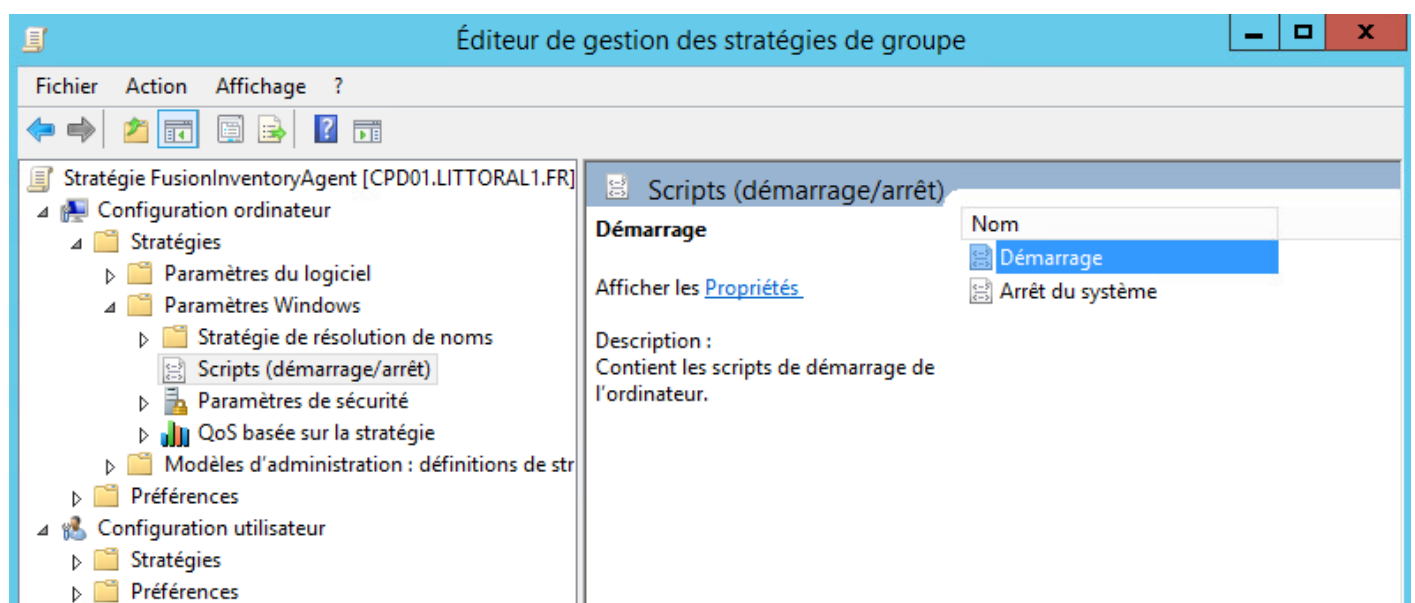 Éditeur de gestion des stratégies de groupe
Fichier Action Affichage ?
Stratégie FusionInventoryAgent [CPD01.LITTORAL1.FR]
Configuration ordinateur
Stratégies
Paramètres du logiciel
Paramètres Windows
Stratégie de résolution de noms
Scripts (démarrage/arrêt)
Paramètres de sécurité
QoS basée sur la stratégie
Modèles d'administration : définitions de str
Préférences
Configuration utilisateur
Stratégies
Préférences
Scripts (démarrage/arrêt)
Démarrage
Afficher les Propriétés
Description :
Contient les scripts de démarrage de
l'ordinateur.
Nom
Démarrage
Arrêt du système